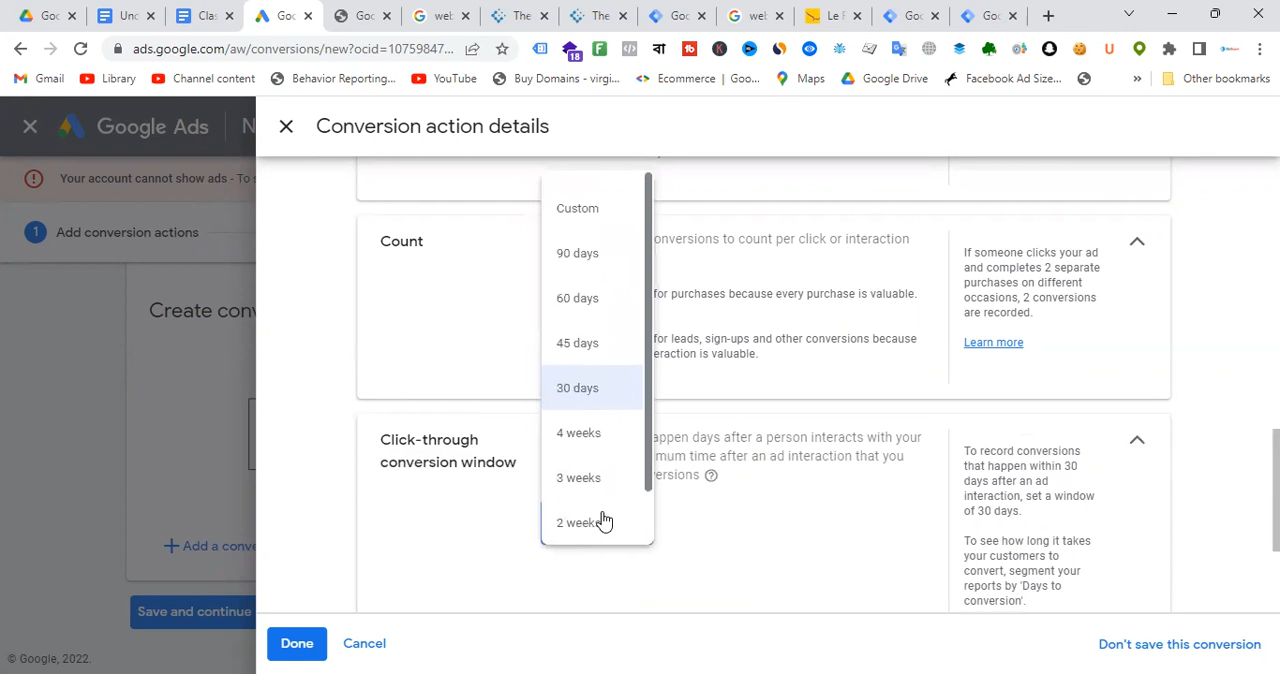 Goo
Unc
Clas
Goo
Goo
web
The
The
Goo
web
Le F
Goo
Goo
ads.google.com/aw/conversions/new?ocid=10759847...
18
বা
Gmail
Library
Channel content
Behavior Reporting...
YouTube
Buy Domains - virgi...
Ecommerce | Goo...
Maps
Google Drive
Facebook Ad Size...
»
Other bookmarks
Google Ads
N
Conversion action details
Your account cannot show ads - To
1
Add conversion actions
Create conv
Add a conve
Save and continue
© Google, 2022.
Custom
90 days
60 days
45 days
30 days
4 weeks
3 weeks
2 weeks
Count
onversions to count per click or interaction
for purchases because every purchase is valuable.
for leads, sign-ups and other conversions because
eraction is valuable.
If someone clicks your ad
and completes 2 separate
purchases on different
occasions, 2 conversions
are recorded.
Learn more
Click-through
conversion window
appen days after a person interacts with your
mum time after an ad interaction that you
versions
To record conversions
that happen within 30
days after an ad
interaction, set a window
of 30 days.
To see how long it takes
your customers to
convert, segment your
reports by 'Days to
conversion'.
Done
Cancel
Don't save this conversion